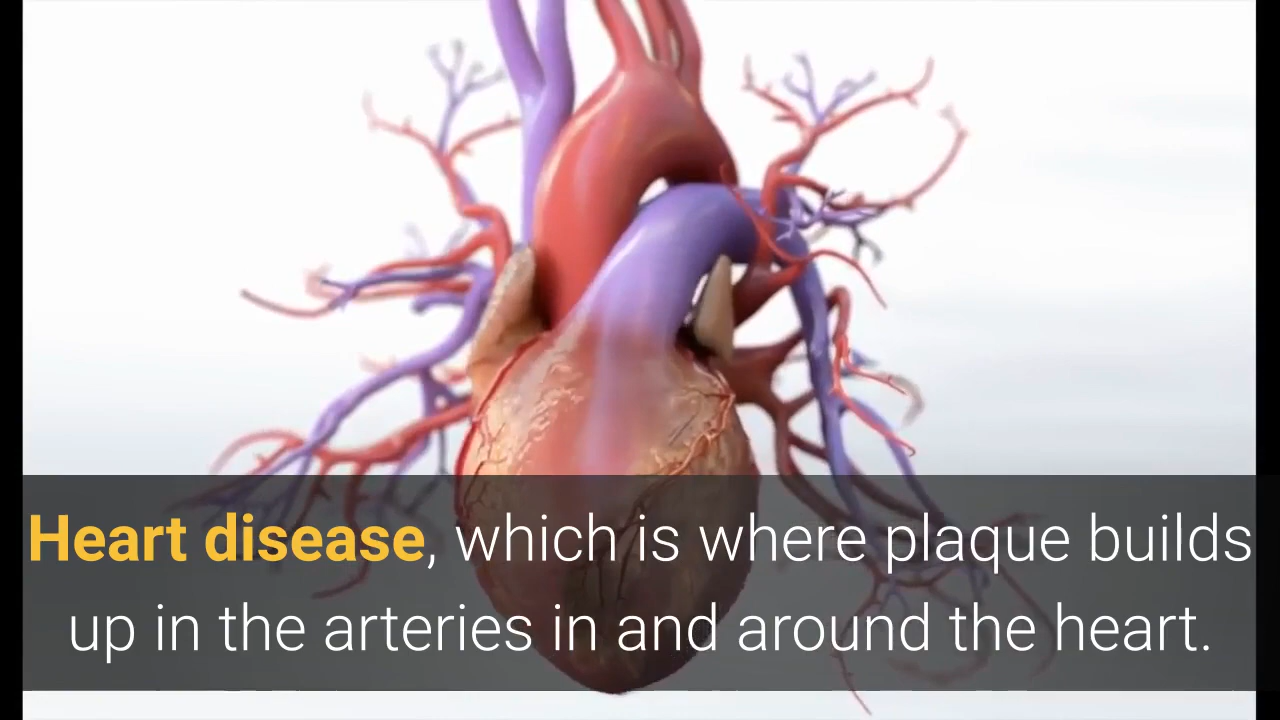 Heart disease, which is where plaque builds
up in the arteries in and around the heart.